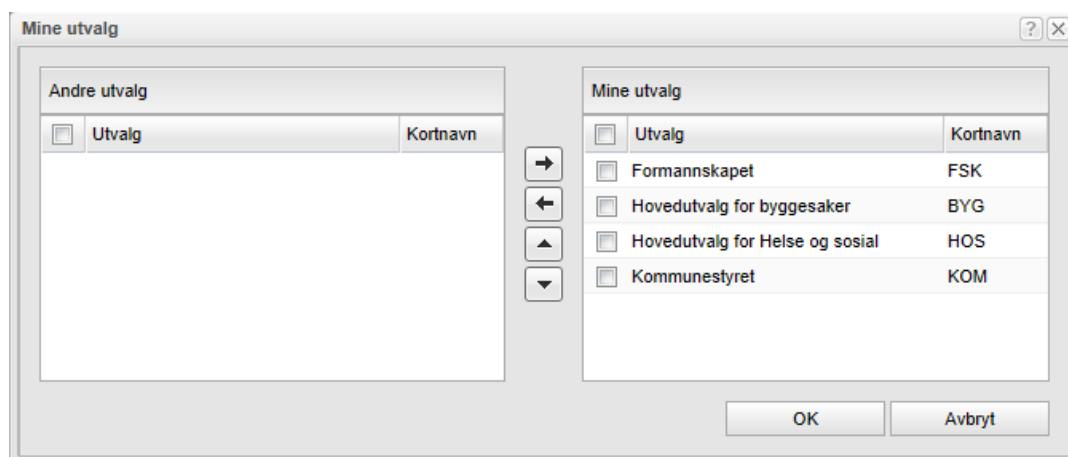 Mine utvalg
Andre utvalg
Utvalg Kortnavn
Mine utvalg
Utvalg Kortnavn
Formannskapet FSK
Hovedutvalg for byggesaker BYG
Hovedutvalg for Helse og sosial HOS
Kommunestyret KOM
OK Avbryt